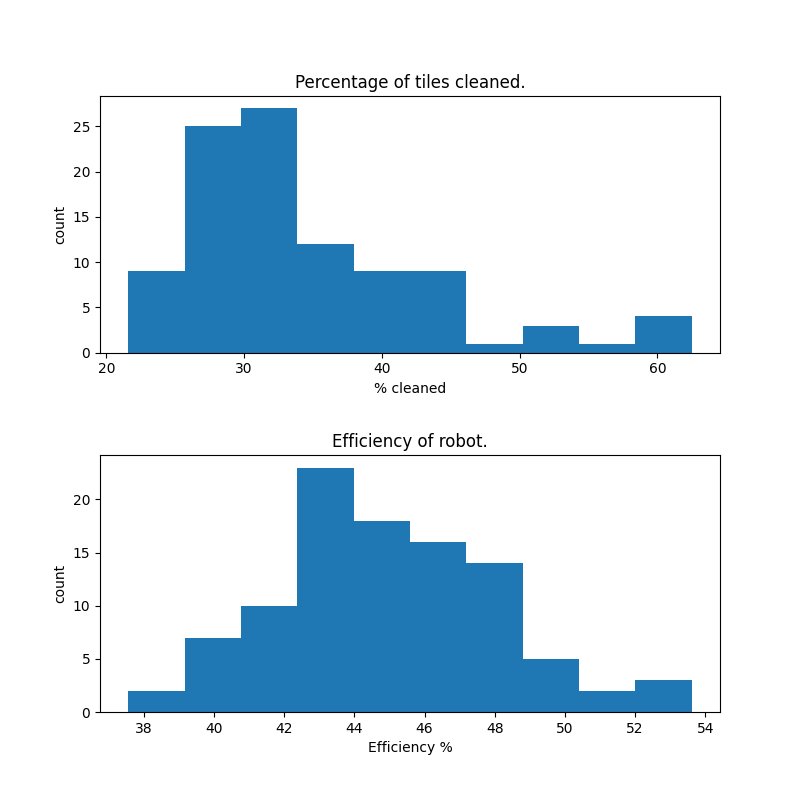 Percentage of tiles cleaned.
25
20
15
10
5
0
count
20 30 40 50 60
% cleaned
Efficiency of robot.
20
15
10
5
0
count
38 40 42 44 46 48 50 52 54
Efficiency %